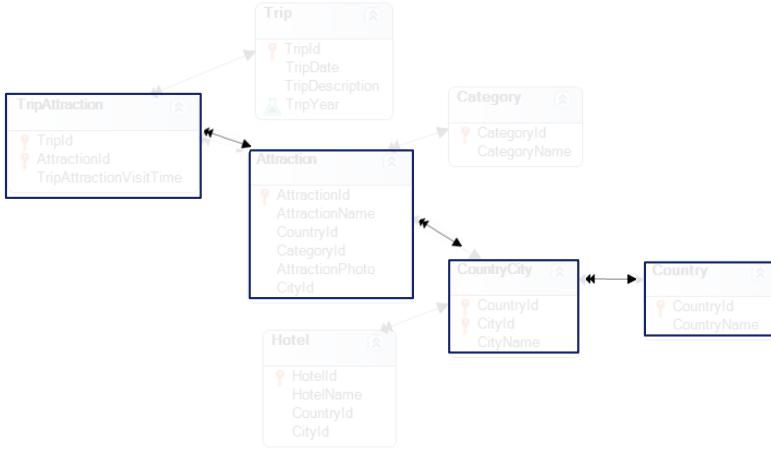 Trip
TripId
TripDate
TripDescription
TripYear
TripAttraction
TripId
AttractionId
TripAttractionVisitTime
Category
CategoryId
CategoryName
Attraction
AttractionId
AttractionName
CountryId
CategoryId
AttractionPhoto
CityId
CountryCity
CountryId
CityId
CityName
Country
CountryId
CountryName
Hotel
HotelId
HotelName
CountryId
CityId